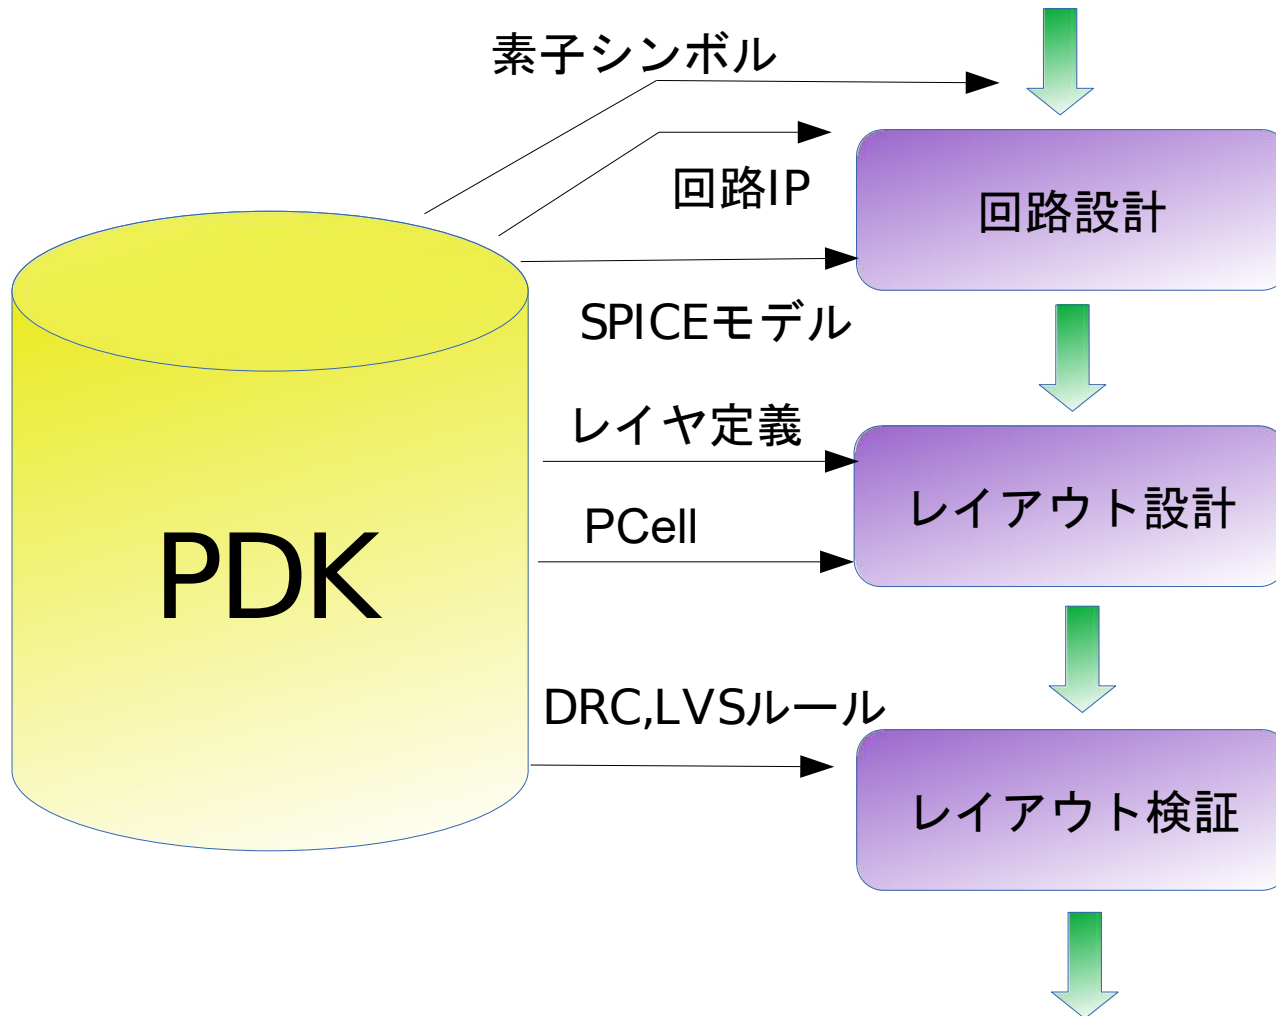 素子シンボル
回路IP
回路設計
SPICEモデル
レイヤ定義
レイアウト設計
PCell
PDK
DRC,LVSルール
レイアウト検証